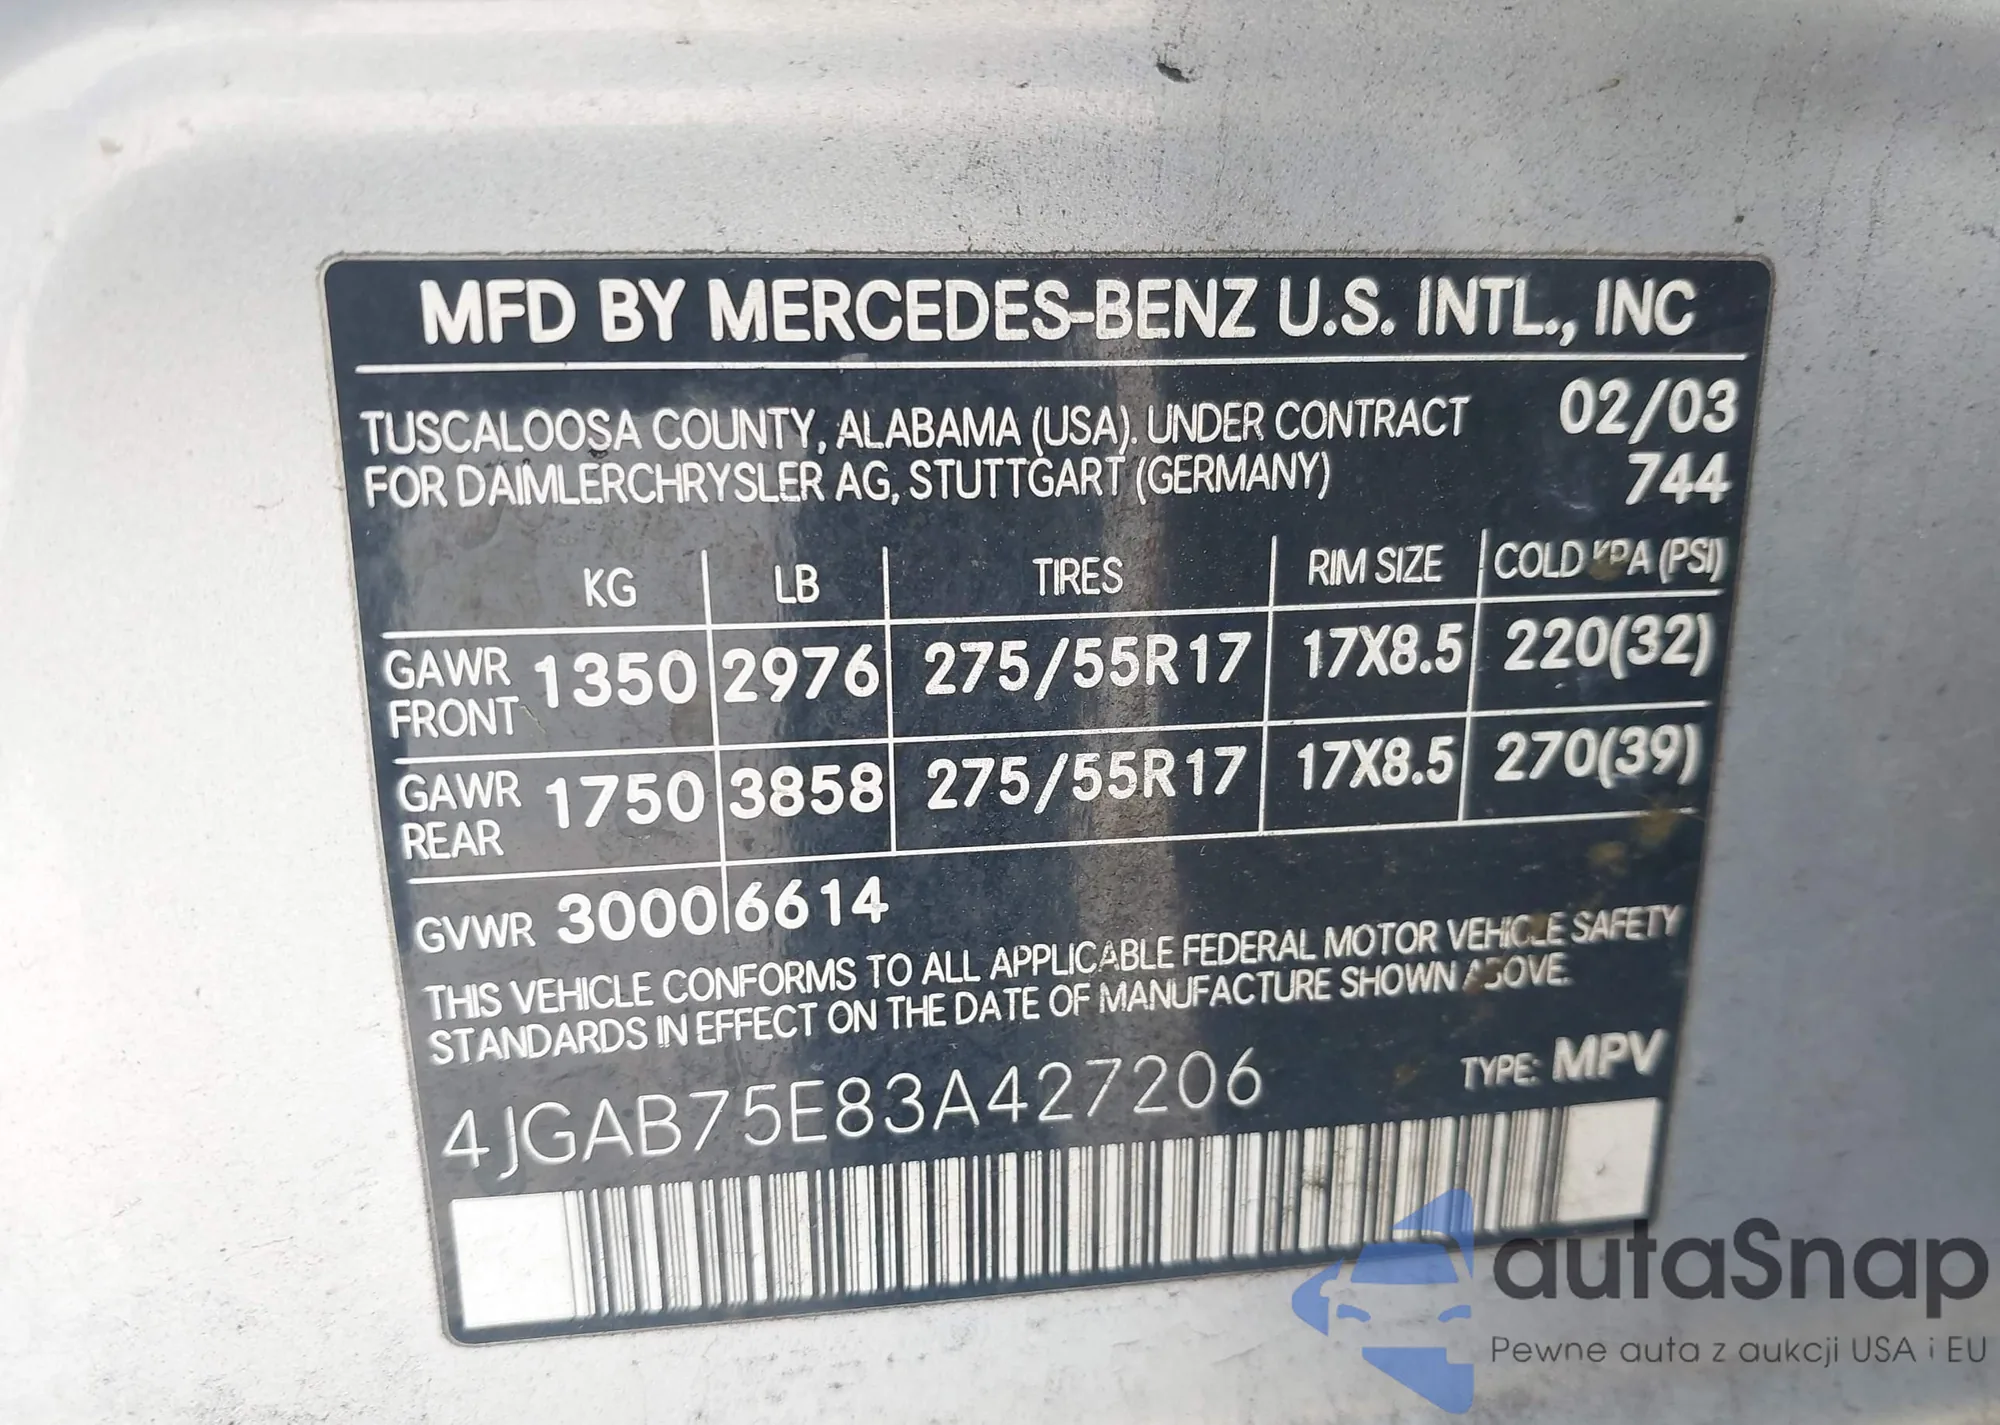 MFD BY MERCEDES-BENZ U.S. INTL., INC
TUSCALOOSA COUNTY, ALABAMA (USA). UNDER CONTRACT 02/03
FOR DAIMLERCHRYSLER AG, STUTTGART (GERMANY) 744
KG LB TIRES RIM SIZE COLD KPA (PSI)
GAWR FRONT 1350 2976 275/55R17 17X8.5 220(32)
GAWR REAR 1750 3858 275/55R17 17X8.5 270(39)
GVWR 3000 6614
THIS VEHICLE CONFORMS TO ALL APPLICABLE FEDERAL MOTOR VEHICLE SAFETY
STANDARDS IN EFFECT ON THE DATE OF MANUFACTURE SHOWN ABOVE.
4JGAB75E83A427206 TYPE: MPV
autaSnap
Pewne auta z aukcji USA i EU